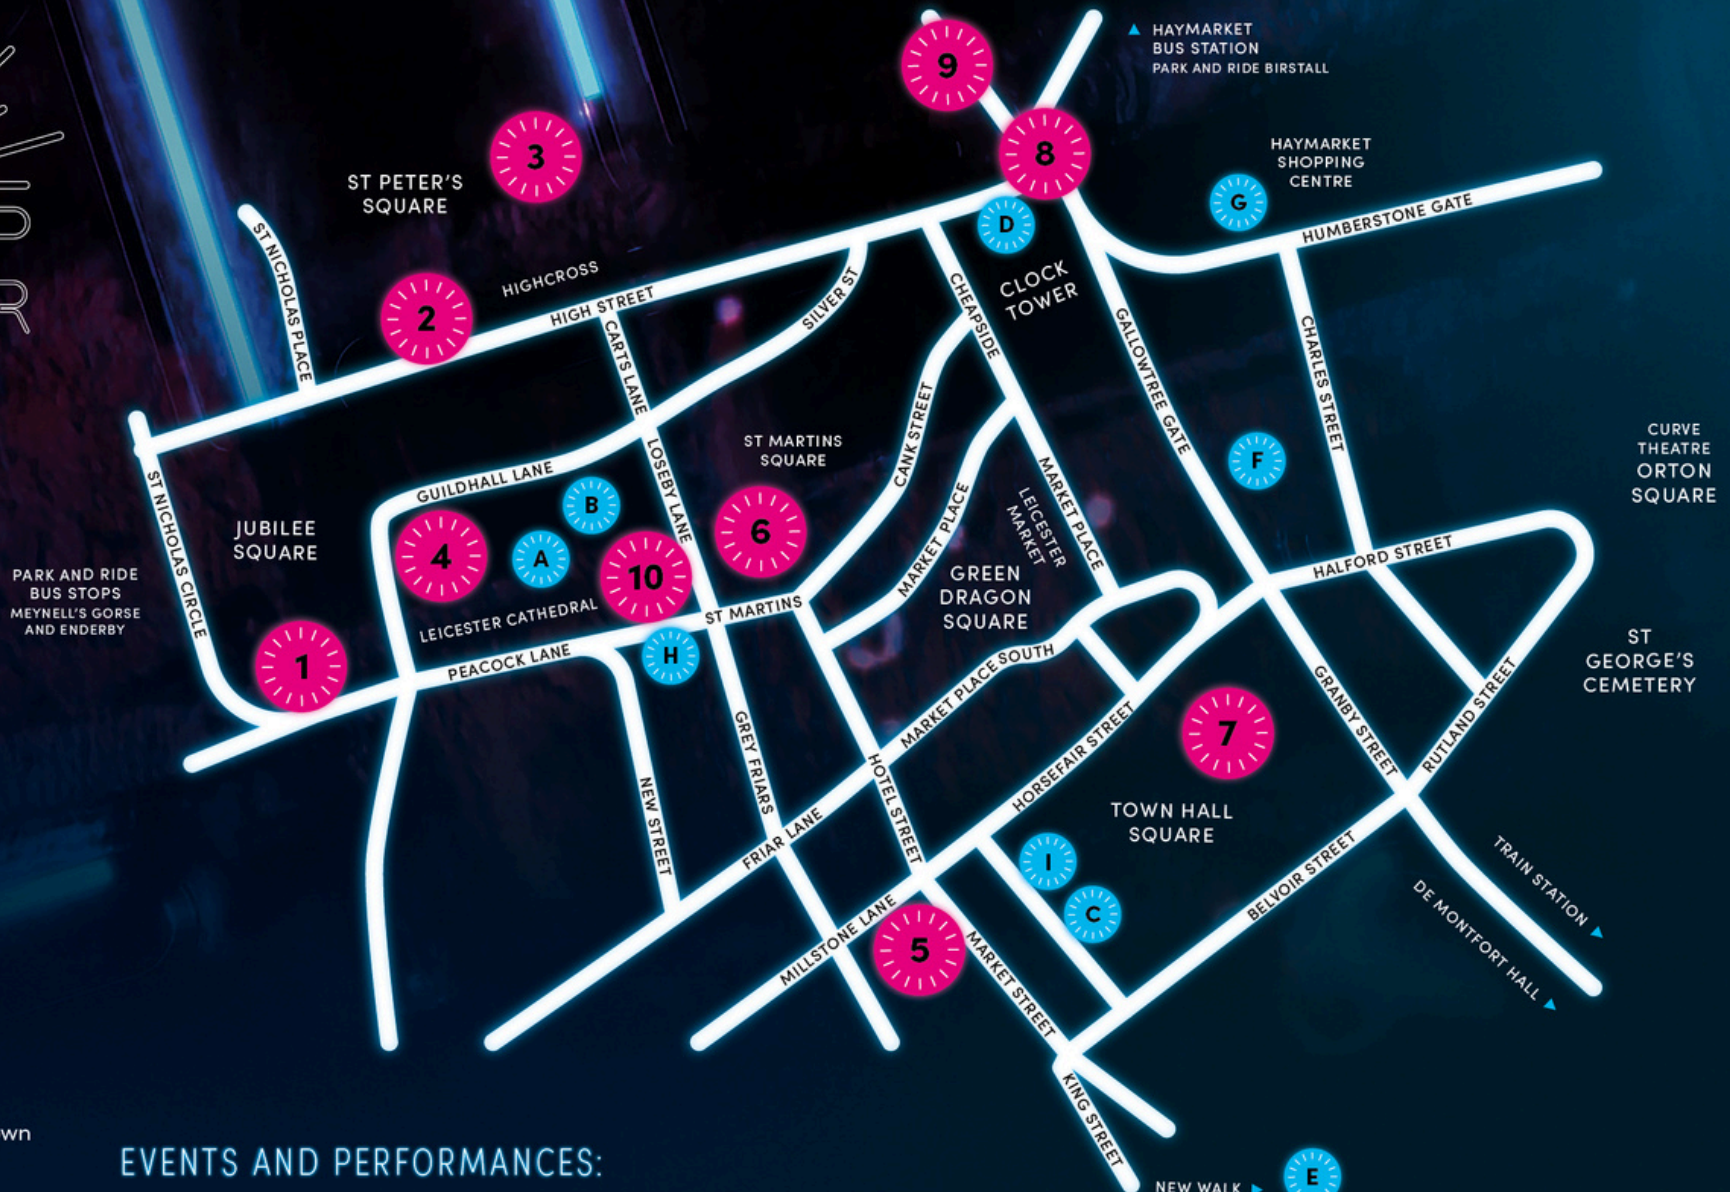 9
HAYMARKET
BUS STATION
PARK AND RIDE BIRSTALL
3
8
HAYMARKET
SHOPPING
CENTRE
ST PETER'S
SQUARE
G
D
HUMBERSTONE GATE
ST NICHOLAS PLACE
HIGHCROSS
CLOCK
TOWER
2
HIGH STREET
SILVER ST
CHEAPSIDE
CARTS LANE
GALLOWTREE GATE
CHARLES STREET
CANK STREET
ST MARTINS
SQUARE
F
CURVE
THEATRE
ORTON
SQUARE
GUILDHALL LANE
LOSEBY LANE
MARKET PLACE
LEICESTER
MARKET
ST NICHOLAS CIRCLE
JUBILEE
SQUARE
B
4
A
6
10
MARKET PLACE
GREEN
DRAGON
SQUARE
HALFORD STREET
PARK AND RIDE
BUS STOPS
MEYNELL'S GORSE
AND ENDERBY
LEICESTER CATHEDRAL
ST MARTINS
1
PEACOCK LANE
H
MARKET PLACE SOUTH
ST
GEORGE'S
CEMETERY
GRANBY STREET
RUTLAND STREET
7
GREY FRIARS
HORSEFAIR STREET
HOTEL STREET
NEW STREET
FRIAR LANE
TOWN HALL
SQUARE
I
C
BELVOIR STREET
TRAIN STATION
DE MONTFORT HALL
MILLSTONE LANE
5
MARKET STREET
KING STREET
wn
EVENTS AND PERFORMANCES:
E
NEW WALK